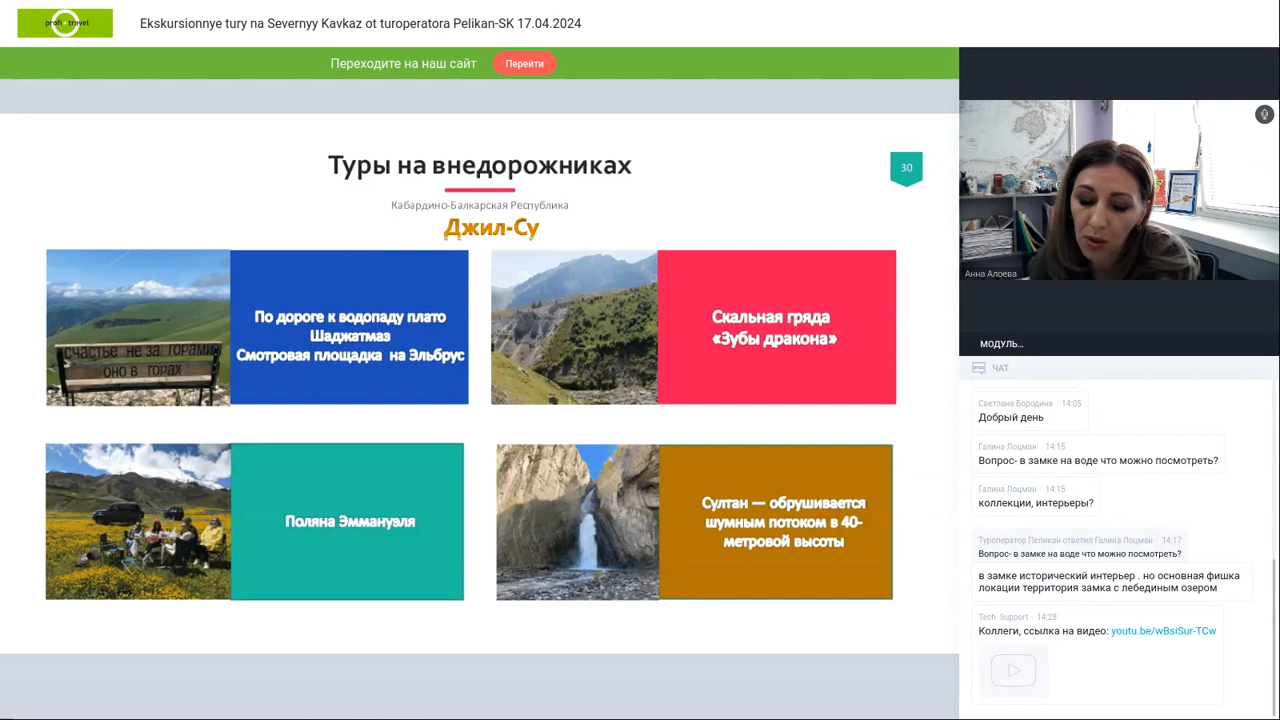 profi travel
Ekskursionnye tury na Severnyy Kavkaz ot turoperatora Pelikan-SK 17.04.2024
Переходите на наш сайт
Перейти
Туры на внедорожниках
30
Кабардино-Балкарская Республика
Джил-Су
счастье не за горами
оно в горах
По дороге к водопаду плато
Шаджатмаз
Смотровая площадка на Эльбрус
Скальная гряда
«Зубы дракона»
Поляна Эммануэля
Султан — обрушивается
шумным потоком в 40-
метровой высоты
Анна Алоева
МОДУЛЬ...
ЧАТ
Светлана Бородина 14:05
Добрый день
Галина Лоцман 14:15
Вопрос- в замке на воде что можно посмотреть?
Галина Лоцман 14:15
коллекции, интерьеры?
Туроператор Пеликан ответил Галина Лоцман 14:17
Вопрос- в замке на воде что можно посмотреть?
в замке исторический интерьер . но основная фишка
локации территория замка с лебединым озером
Tech. Support 14:28
Коллеги, ссылка на видео: youtu.be/wBsiSur-TCw